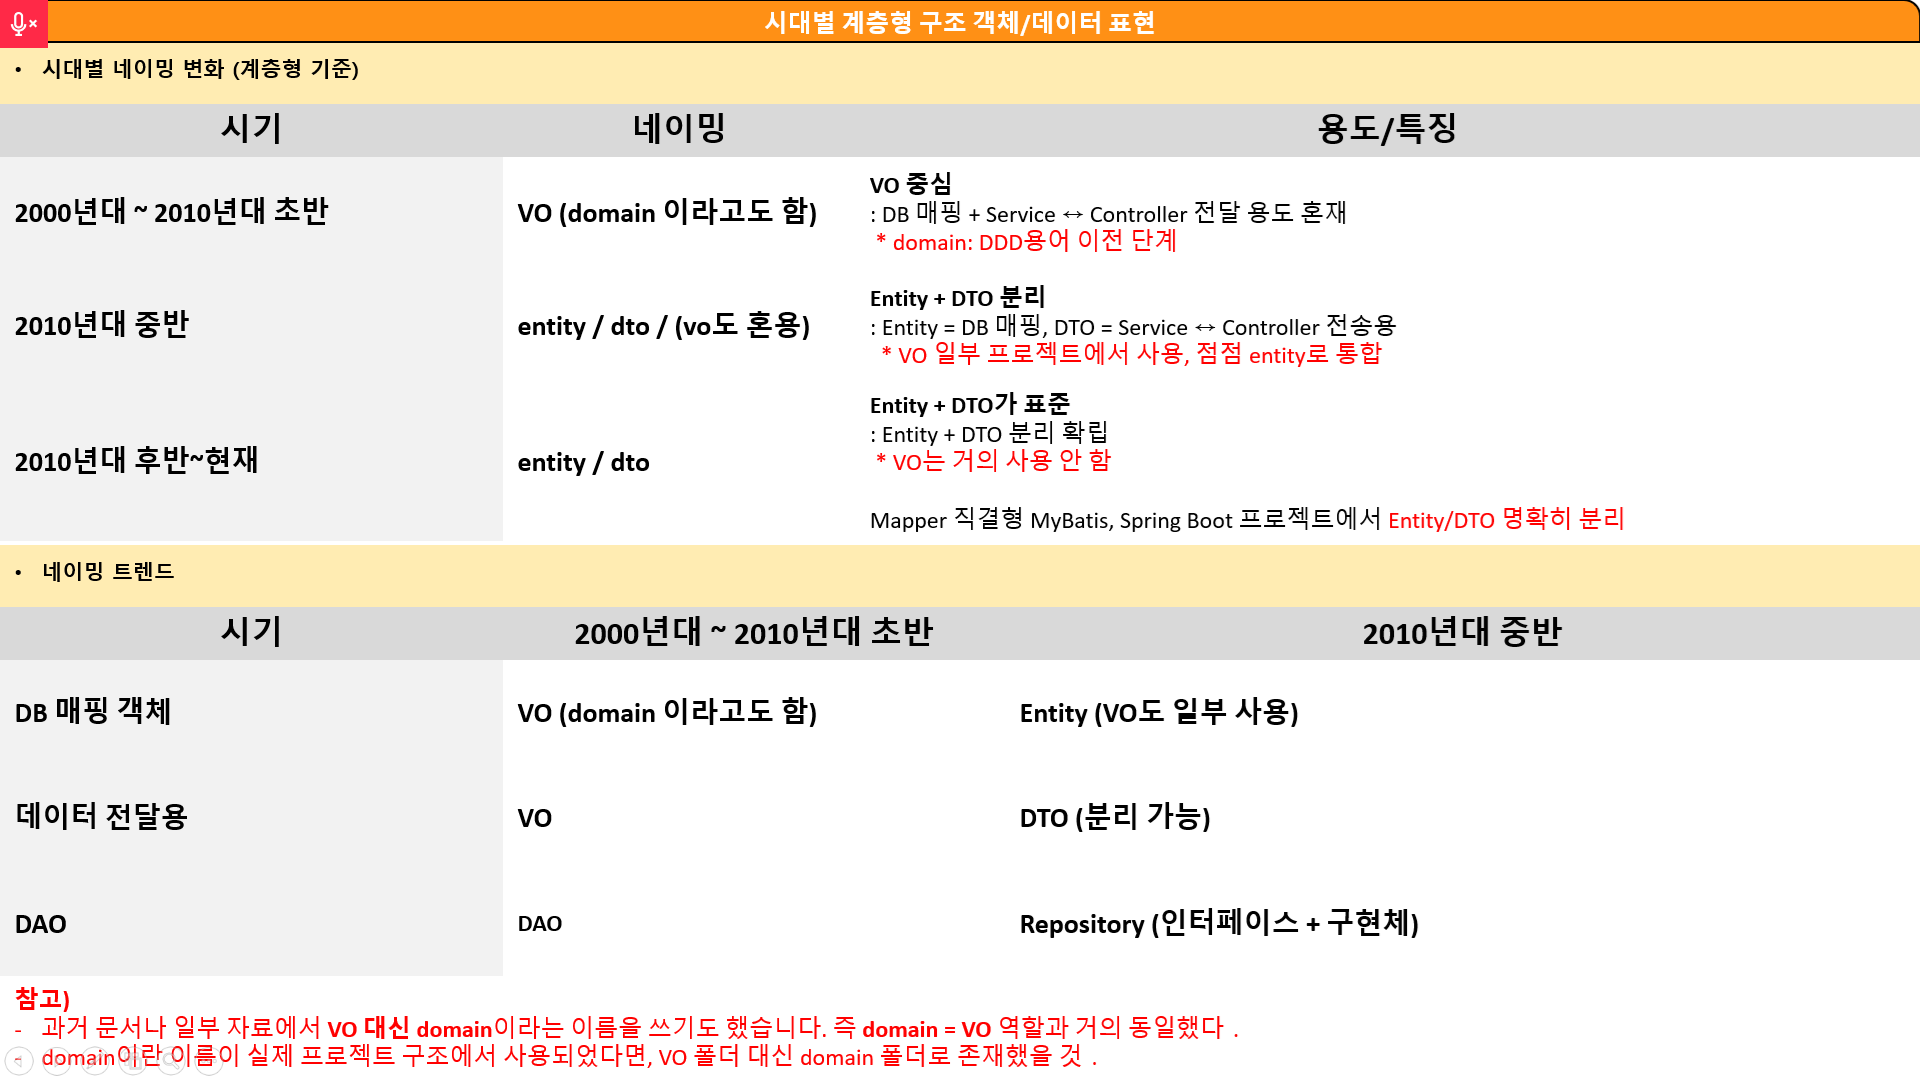 시대별 계층형 구조 객체/데이터 표현
• 시대별 네이밍 변화 (계층형 기준)
시기 네이밍 용도/특징
2000년대 ~ 2010년대 초반 VO (domain 이라고도 함)
VO 중심
: DB 매핑 + Service ↔ Controller 전달 용도 혼재
* domain: DDD용어 이전 단계
2010년대 중반 entity / dto / (vo도 혼용)
Entity + DTO 분리
: Entity = DB 매핑, DTO = Service ↔ Controller 전송용
* VO 일부 프로젝트에서 사용, 점점 entity로 통합
2010년대 후반~현재 entity / dto
Entity + DTO가 표준
: Entity + DTO 분리 확립
* VO는 거의 사용 안 함
Mapper 직결형 MyBatis, Spring Boot 프로젝트에서 Entity/DTO 명확히 분리
• 네이밍 트렌드
시기 2000년대 ~ 2010년대 초반 2010년대 중반
DB 매핑 객체 VO (domain 이라고도 함) Entity (VO도 일부 사용)
데이터 전달용 VO DTO (분리 가능)
DAO DAO Repository (인터페이스 + 구현체)
참고)
- 과거 문서나 일부 자료에서 VO 대신 domain이라는 이름을 쓰기도 했습니다. 즉 domain = VO 역할과 거의 동일했다 .
- domain이란 이름이 실제 프로젝트 구조에서 사용되었다면, VO 폴더 대신 domain 폴더로 존재했을 것 .